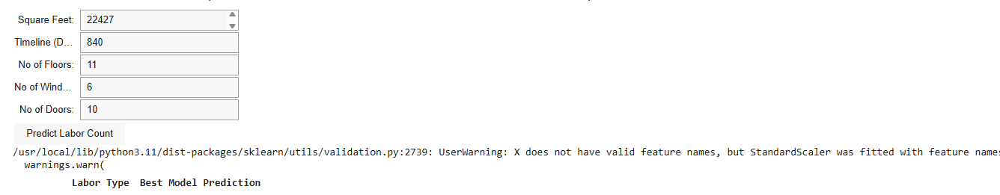 Square Feet: 22427
Timeline (D... 840
No of Floors: 11
No of Wind... 6
No of Doors: 10
Predict Labor Count
/usr/local/lib/python3.11/dist-packages/sklearn/utils/validation.py:2739: UserWarning: X does not have valid feature names, but StandardScaler was fitted with feature names
warnings.warn(
Labor Type Best Model Prediction